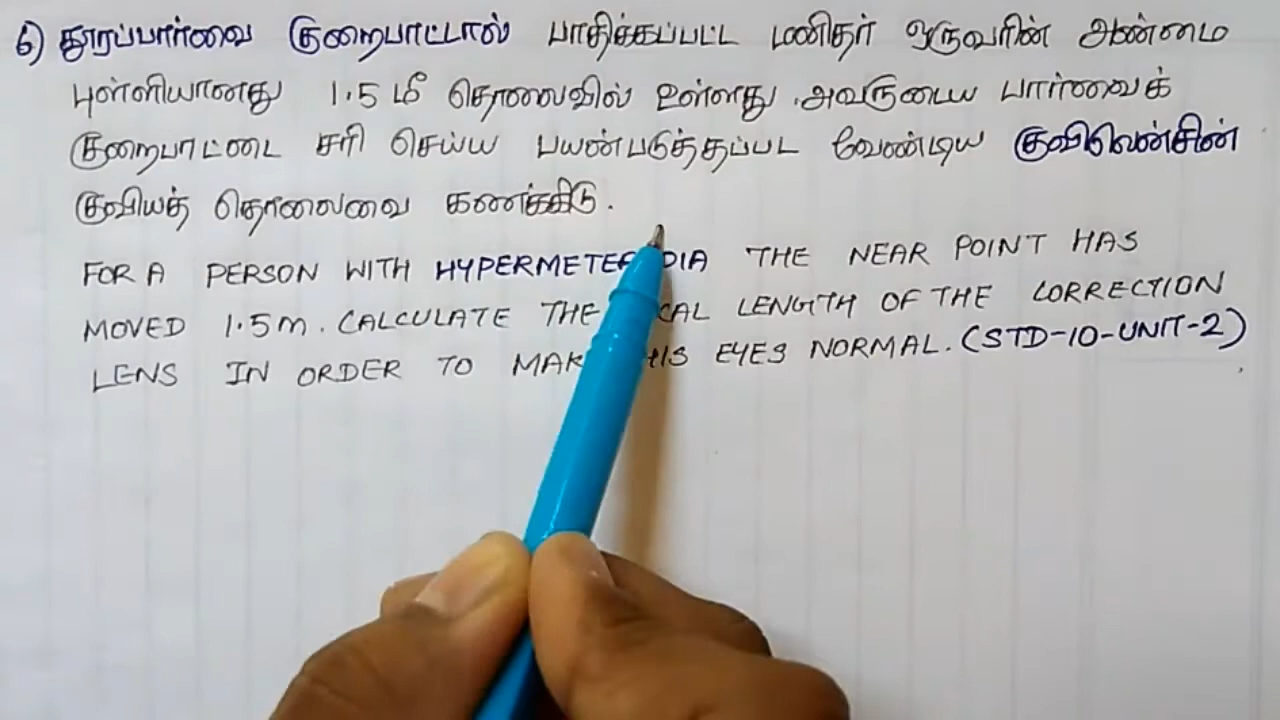 6) தூரப்பார்வை குறைபாட்டால் பாதிக்கப்பட்ட மனிதர் ஒருவரின் அண்மை
புள்ளியானது 1.5 மீ தொலைவில் உள்ளது. அவருடைய பார்வைக்
குறைபாட்டை சரி செய்ய பயன்படுத்தப்பட வேண்டிய குவிலென்சின்
குவியத் தொலைவை கணக்கிடு.
FOR A PERSON WITH THE NEAR POINT HAS
MOVED 1.5m. CALCULATE THE LENGTH OF THE CORRECTION
LENS IN ORDER TO EYES NORMAL. (STD-10-UNIT-2)